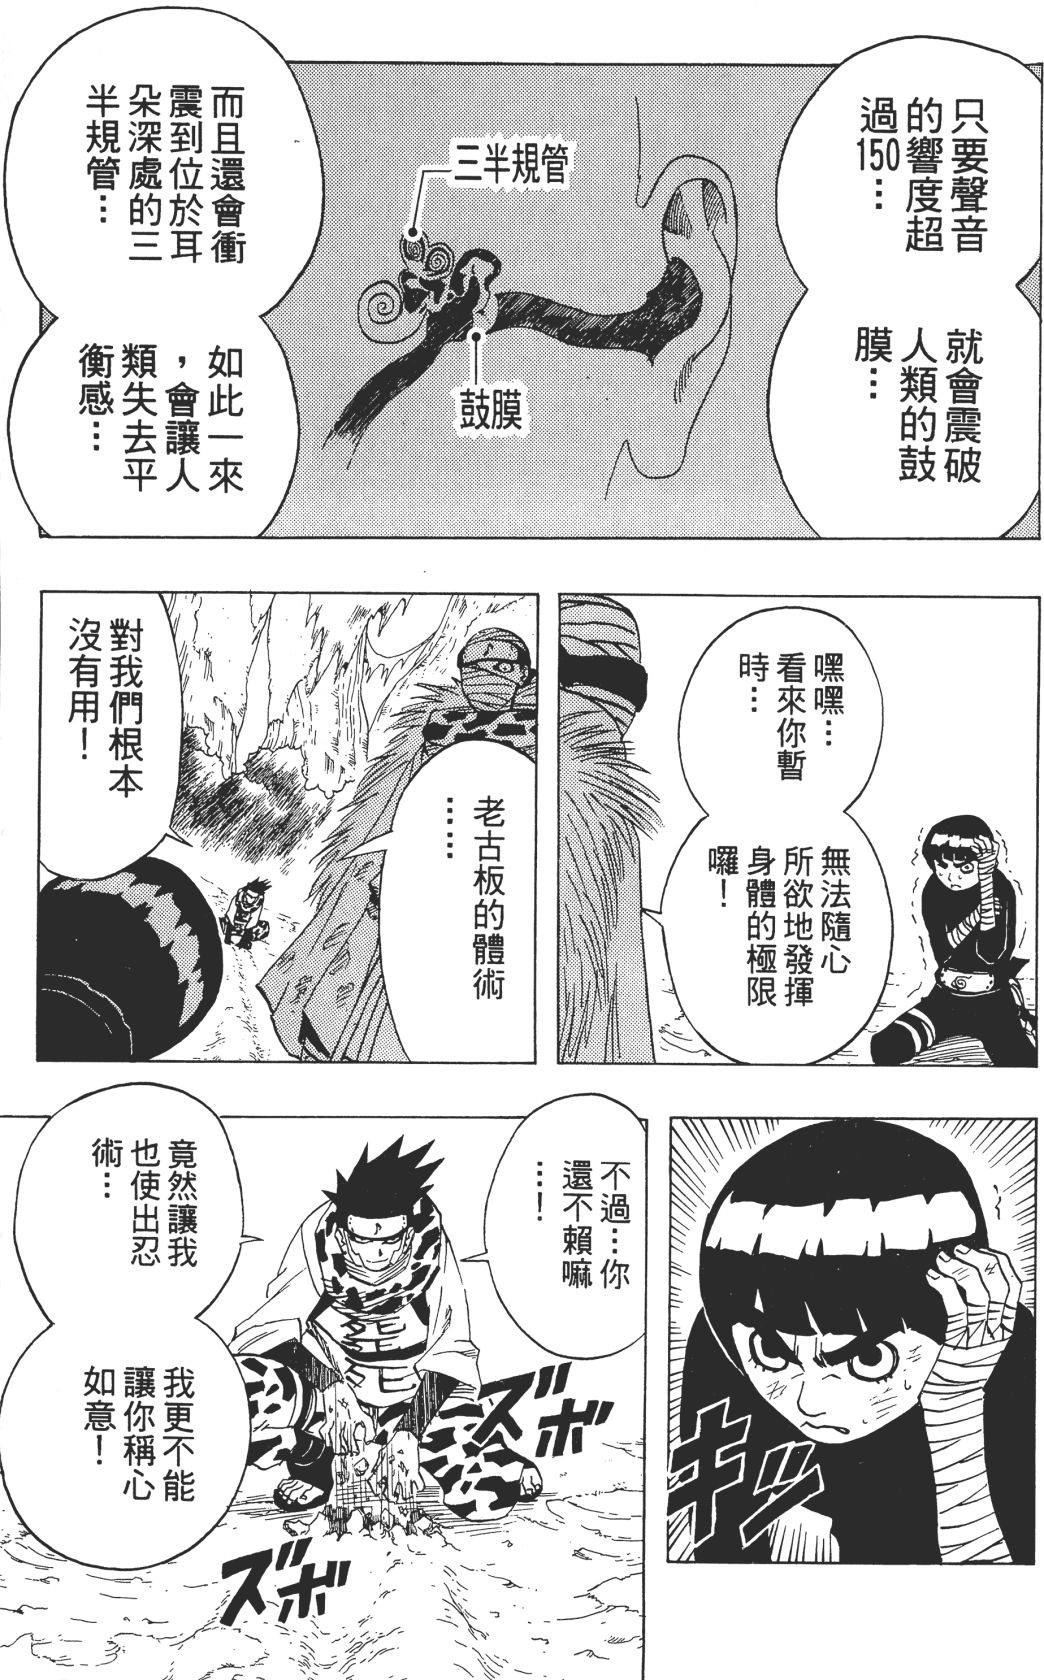 只要聲音
的響度超
過150…
就會震破
人類的鼓
膜…
三半規管
鼓膜
而且還會衝
震到位於耳
朵深處的三
半規管…
如此一來
，會讓人
類失去平
衡感…
嘿嘿…
看來你暫
時…
無法隨心
所欲地發揮
身體的極限
囉！
老古板的體術
……
對我們根本
沒有用！
キッ
不過…你
還不賴嘛
…！
ズボ
死
死
死
ズボ
竟然讓我
也使出忍
術…
我更不能
讓你稱心
如意！